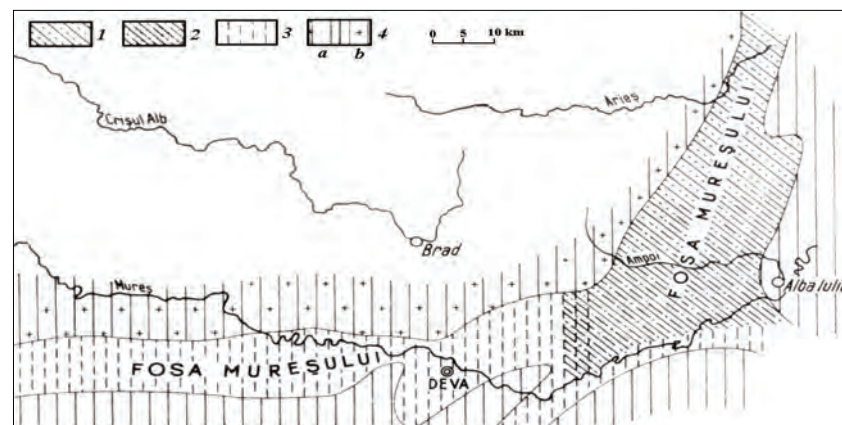 1 2 3 4
a b
0 5 10 km
Crişul Alb
Arieş
FOSA MUREŞULUI
Brad
Ampoi
Alba Iulia
Mureş
FOSA MUREŞULUI
DEVA